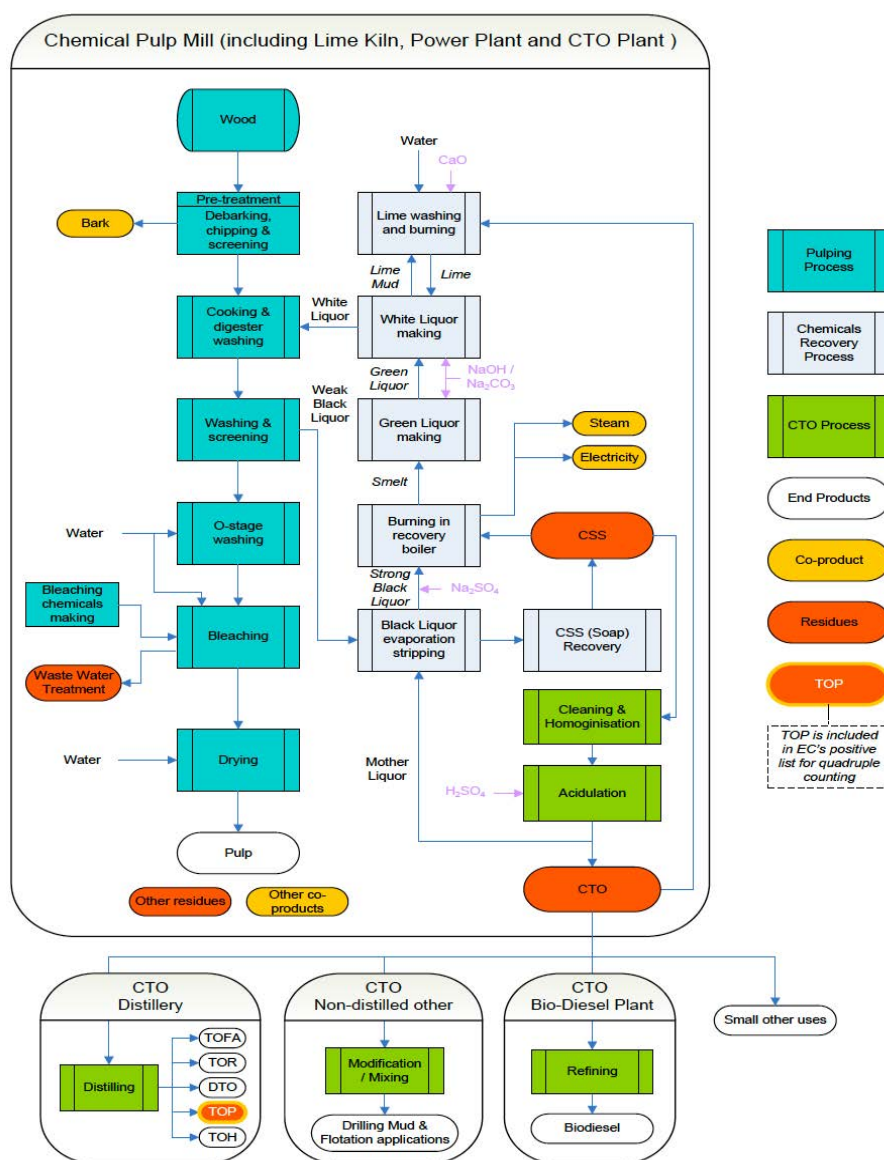 Chemical Pulp Mill (including Lime Kiln, Power Plant and CTO Plant )
Wood
Water
CaO
Pre-treatment
Debarking,
chipping &
screening
Bark
Lime washing
and burning
Lime
Mud
Lime
Cooking &
digester
washing
White
Liquor
White Liquor
making
Green
Liquor
NaOH /
Na₂CO₃
Weak
Black
Liquor
Washing &
screening
Green Liquor
making
Steam
Electricity
Smelt
Water
O-stage
washing
Burning in
recovery
boiler
CSS
Strong
Black
Liquor
Na₂SO₄
Bleaching
chemicals
making
Bleaching
Black Liquor
evaporation
stripping
CSS (Soap)
Recovery
Waste Water
Treatment
Cleaning &
Homoginisation
Water
Drying
Mother
Liquor
H₂SO₄
Acidulation
Pulp
CTO
Other residues
Other co-
products
Pulping
Process
Chemicals
Recovery
Process
CTO Process
End Products
Co-product
Residues
TOP
TOP is included
in EC's positive
list for quadruple
counting
CTO
Distillery
Distilling
TOFA
TOR
DTO
TOP
TOH
CTO
Non-distilled other
Modification
/ Mixing
Drilling Mud &
Flotation applications
CTO
Bio-Diesel Plant
Refining
Biodiesel
Small other uses